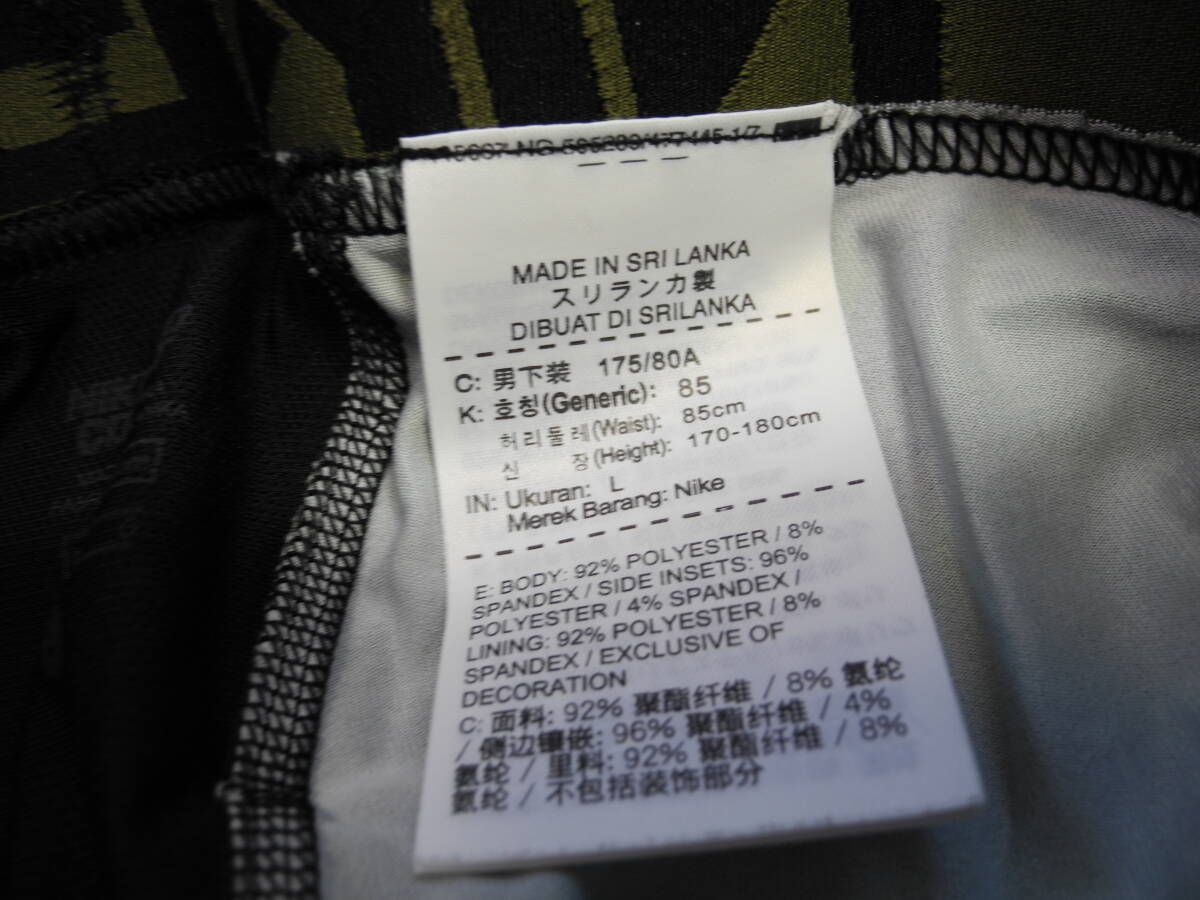 MADE IN SRI LANKA
スリランカ製
DIBUAT DI SRILANKA
C: 男下装 175/80A
K: 호칭(Generic): 85
허리둘레(Waist): 85cm
신 장(Height): 170-180cm
IN: Ukuran: L
Merek Barang: Nike
E: BODY: 92% POLYESTER / 8%
SPANDEX / SIDE INSETS: 96%
POLYESTER / 4% SPANDEX /
LINING: 92% POLYESTER / 8%
SPANDEX / EXCLUSIVE OF
DECORATION
C: 面料: 92% 聚酯纤维 / 8% 氨纶
/ 侧边镶嵌: 96% 聚酯纤维 / 4%
氨纶 / 里料: 92% 聚酯纤维 / 8%
氨纶 / 不包括装饰部分